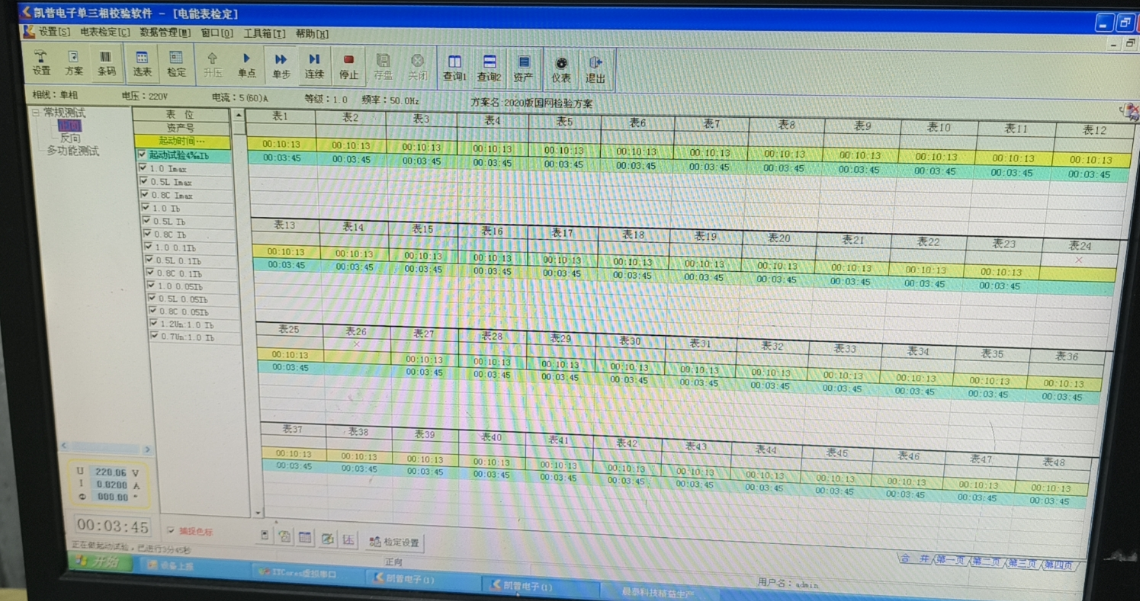 凯普电子单三相校验软件 - [电能表检定]
设置[S] 电表检定[C] 数据管理[M] 窗口[Q] 工具箱[T] 帮助[H]
设置 方案 条码 选表 检定 升压 单点 单步 连续 停止 存盘 关闭 查询1 查询2 资产 仪表 退出
相线: 单相 电压: 220V 电流: 5(60)A 等级: 1.0 频率: 50.0Hz 方案名: 2020版国网检验方案
常规测试
反向
多功能测试
表 位
资产号
起动时间…
起动试验4‰Ib
1.0 Imax
0.5L Imax
0.8C Imax
1.0 Ib
0.5L Ib
0.8C Ib
1.0 0.1Ib
0.5L 0.1Ib
0.8C 0.1Ib
1.0 0.05Ib
0.5L 0.05Ib
0.8C 0.05Ib
1.2Un:1.0 Ib
0.7Un:1.0 Ib
表1 表2 表3 表4 表5 表6 表7 表8 表9 表10 表11 表12
00:10:13 00:10:13 00:10:13 00:10:13 00:10:13 00:10:13 00:10:13 00:10:13 00:10:13 00:10:13 00:10:13 00:10:13
00:03:45 00:03:45 00:03:45 00:03:45 00:03:45 00:03:45 00:03:45 00:03:45 00:03:45 00:03:45 00:03:45 00:03:45
表13 表14 表15 表16 表17 表18 表19 表20 表21 表22 表23 表24
×
00:10:13 00:10:13 00:10:13 00:10:13 00:10:13 00:10:13 00:10:13 00:10:13 00:10:13 00:10:13 00:10:13
00:03:45 00:03:45 00:03:45 00:03:45 00:03:45 00:03:45 00:03:45 00:03:45 00:03:45 00:03:45 00:03:45
表25 表26 表27 表28 表29 表30 表31 表32 表33 表34 表35 表36
×
00:10:13 00:10:13 00:10:13 00:10:13 00:10:13 00:10:13 00:10:13 00:10:13 00:10:13 00:10:13 00:10:13
00:03:45 00:03:45 00:03:45 00:03:45 00:03:45 00:03:45 00:03:45 00:03:45 00:03:45 00:03:45 00:03:45
表37 表38 表39 表40 表41 表42 表43 表44 表45 表46 表47 表48
00:10:13 00:10:13 00:10:13 00:10:13 00:10:13 00:10:13 00:10:13 00:10:13 00:10:13 00:10:13 00:10:13 00:10:13
00:03:45 00:03:45 00:03:45 00:03:45 00:03:45 00:03:45 00:03:45 00:03:45 00:03:45 00:03:45 00:03:45 00:03:45
U 220.06 V
I 0.0200 A
Φ 000.00 °
00:03:45 捕捉色标
检定设置
合 并 第一页 第二页 第三页 第四页
正在做起动试验, 已进行3分45秒 正向 用户名: admin
开始 设备上报 虚拟串口 凯普电子(1) 凯普电子(1)